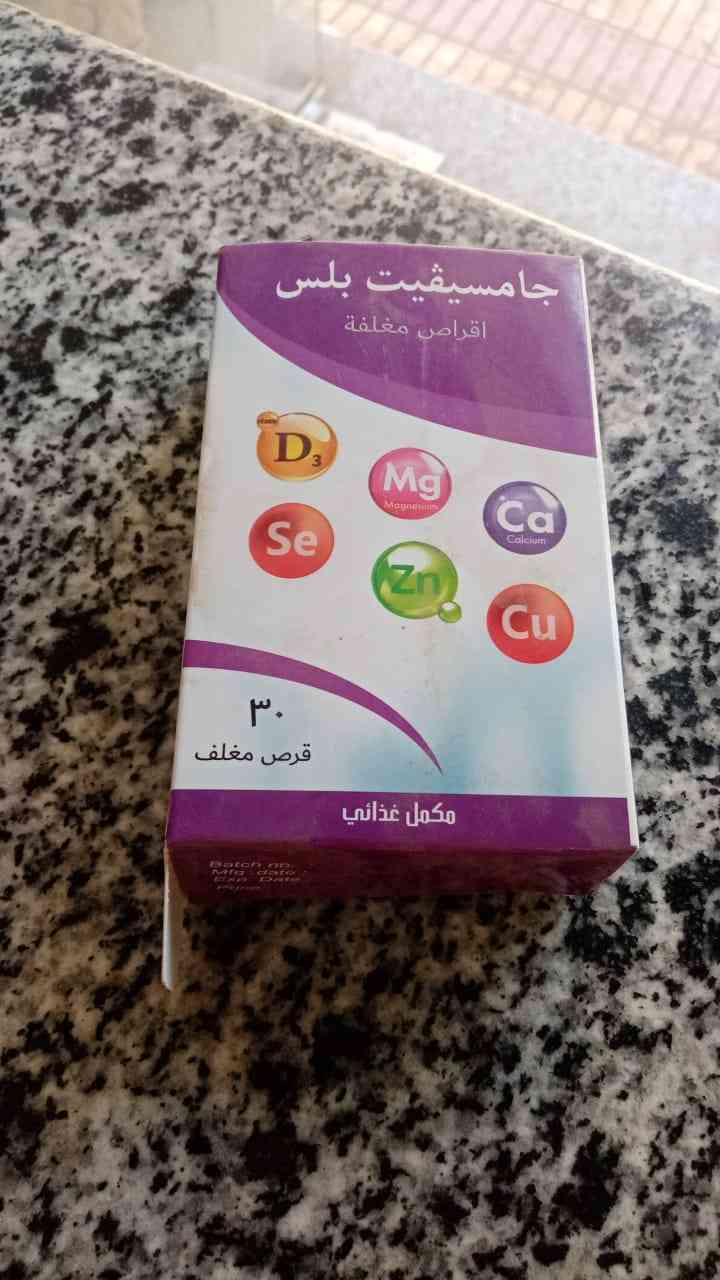 جامسيڤيت بلس
اقراص مغلفة
D3
Mg
Magnesium
Ca
Calcium
Se
Zn
Cu
٣٠
قرص مغلف
مكمل غذائي
Batch no.
Mfg .date :
Exp. Date